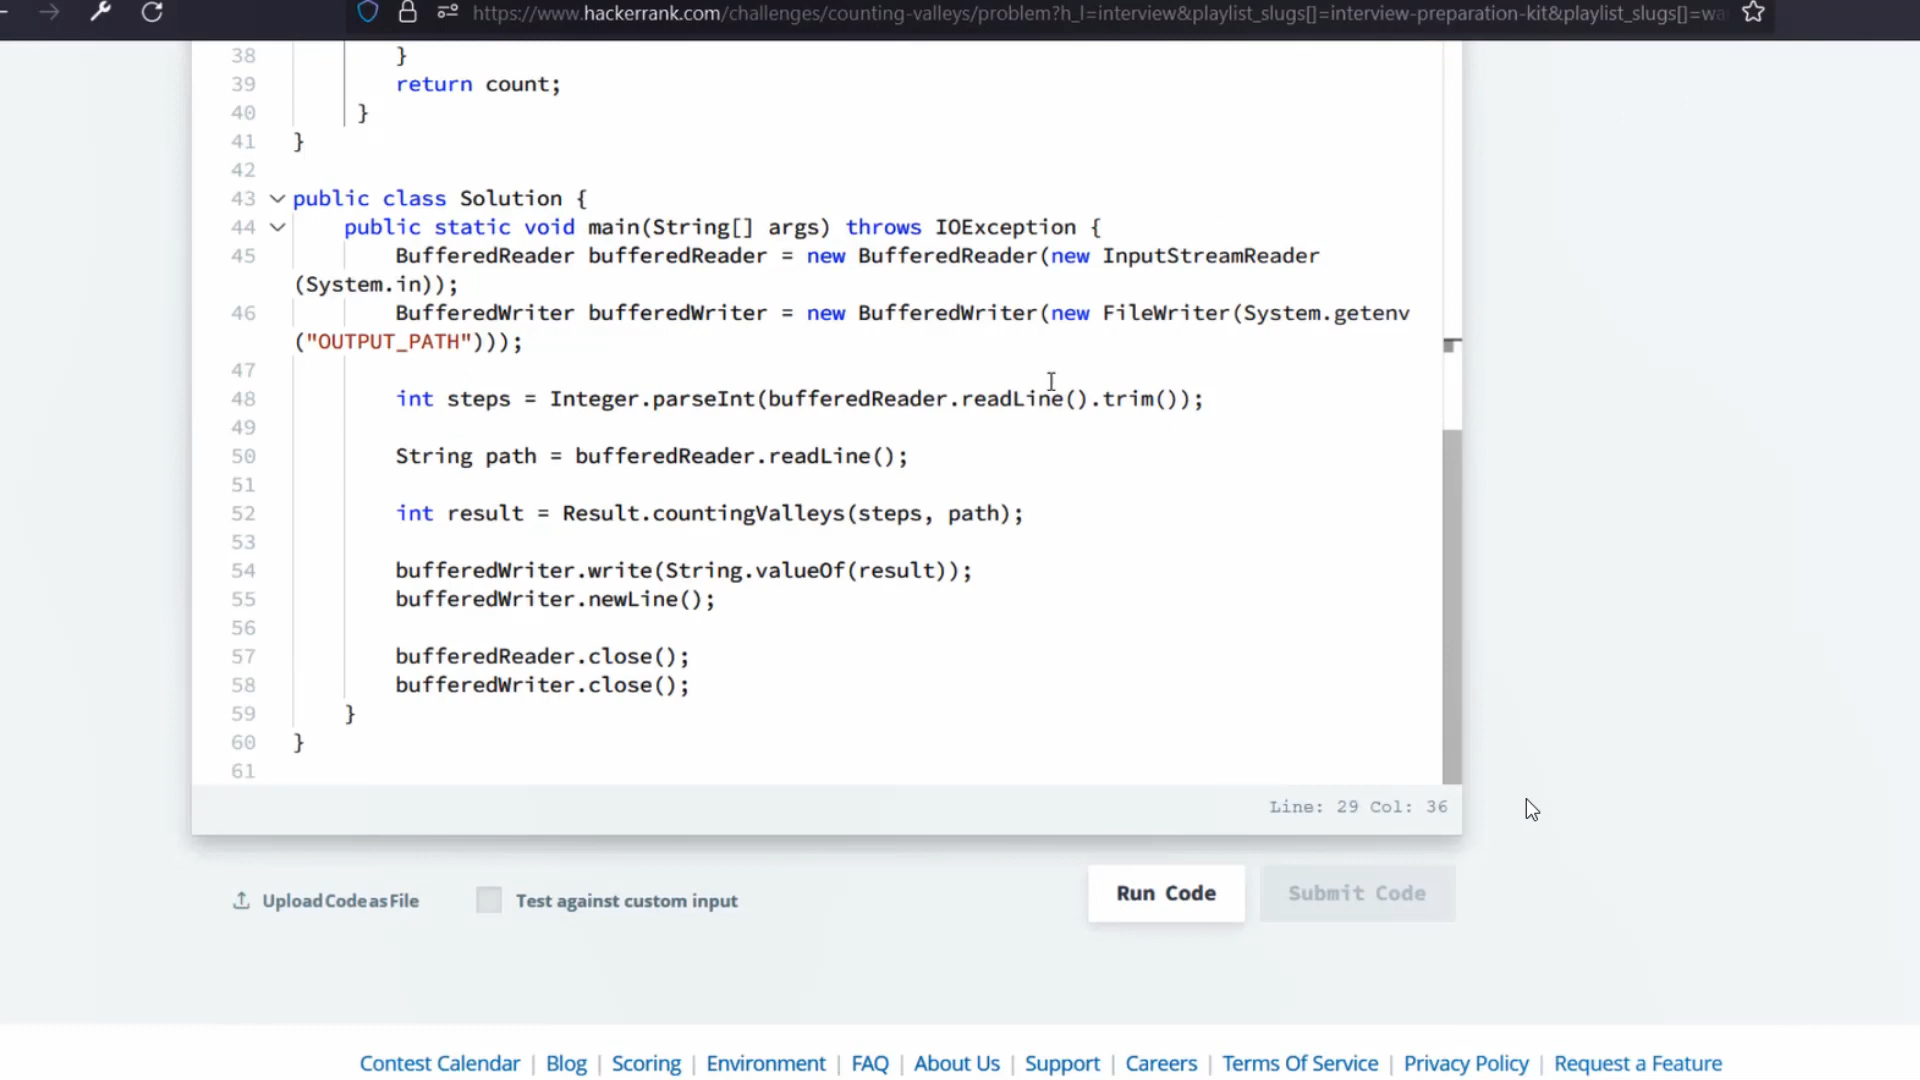 https://www.hackerrank.com/challenges/counting-valleys/problem?h_l=interview&playlist_slugs[]=interview-preparation-kit&playlist_slugs[]=wa
38 }
39 return count;
40 }
41 }
42
43 public class Solution {
44 public static void main(String[] args) throws IOException {
45 BufferedReader bufferedReader = new BufferedReader(new InputStreamReader
(System.in));
46 BufferedWriter bufferedWriter = new BufferedWriter(new FileWriter(System.getenv
("OUTPUT_PATH")));
47
48 int steps = Integer.parseInt(bufferedReader.readLine().trim());
49
50 String path = bufferedReader.readLine();
51
52 int result = Result.countingValleys(steps, path);
53
54 bufferedWriter.write(String.valueOf(result));
55 bufferedWriter.newLine();
56
57 bufferedReader.close();
58 bufferedWriter.close();
59 }
60 }
61
Line: 29 Col: 36
Upload Code as File Test against custom input Run Code Submit Code
Contest Calendar | Blog | Scoring | Environment | FAQ | About Us | Support | Careers | Terms Of Service | Privacy Policy | Request a Feature